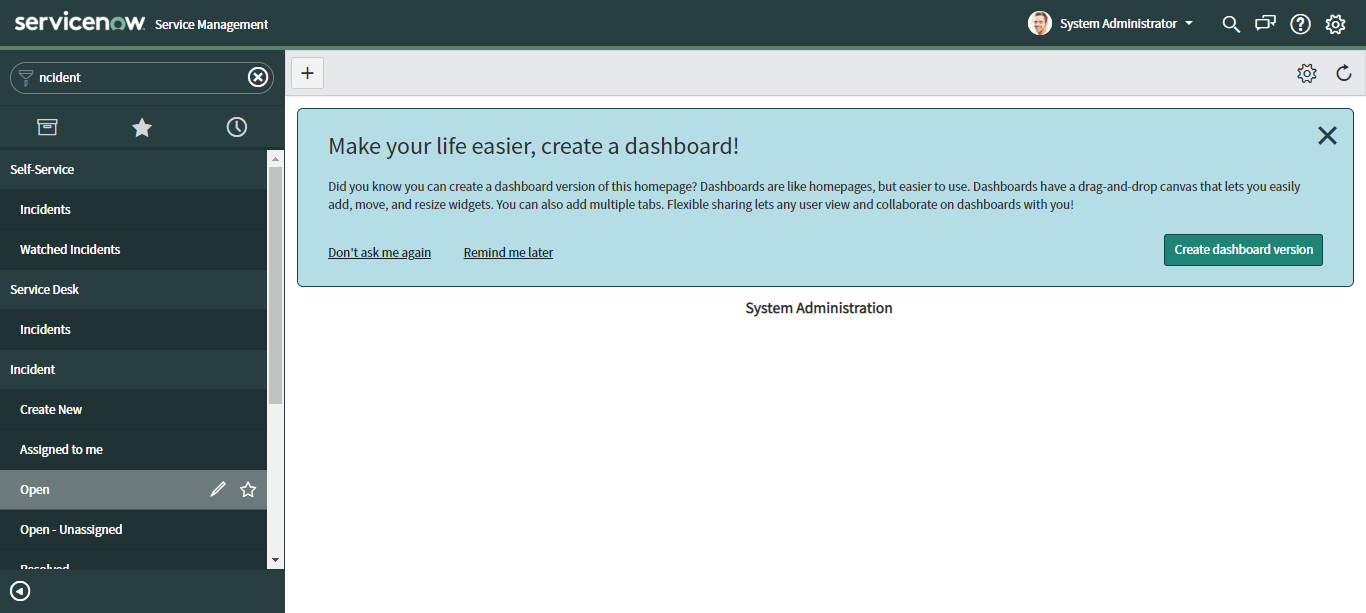 servicenow Service Management
System Administrator
ncident
Self-Service
Incidents
Watched Incidents
Service Desk
Incidents
Incident
Create New
Assigned to me
Open
Open - Unassigned
Resolved
Make your life easier, create a dashboard!
Did you know you can create a dashboard version of this homepage? Dashboards are like homepages, but easier to use. Dashboards have a drag-and-drop canvas that lets you easily
add, move, and resize widgets. You can also add multiple tabs. Flexible sharing lets any user view and collaborate on dashboards with you!
Don't ask me again Remind me later
Create dashboard version
System Administration